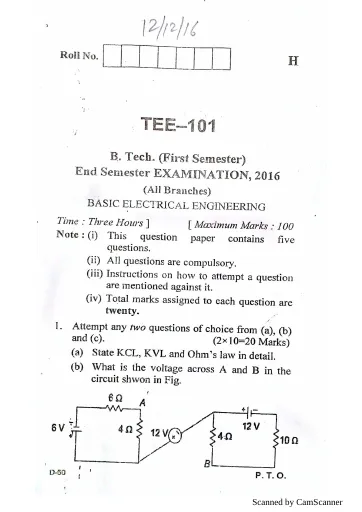 12/12/16
Roll No.
H
TEE–101
B. Tech. (First Semester)
End Semester EXAMINATION, 2016
(All Branches)
BASIC ELECTRICAL ENGINEERING
Time : Three Hours ] [ Maximum Marks : 100
Note : (i) This question paper contains five
questions.
(ii) All questions are compulsory.
(iii) Instructions on how to attempt a question
are mentioned against it.
(iv) Total marks assigned to each question are
twenty.
1. Attempt any two questions of choice from (a), (b)
and (c). (2×10=20 Marks)
(a) State KCL, KVL and Ohm's law in detail.
(b) What is the voltage across A and B in the
circuit shwon in Fig.
6 Ω A
6 V 4 Ω 12 V 4 Ω 12 V 10 Ω
B
D-50 P. T. O.
Scanned by CamScanner